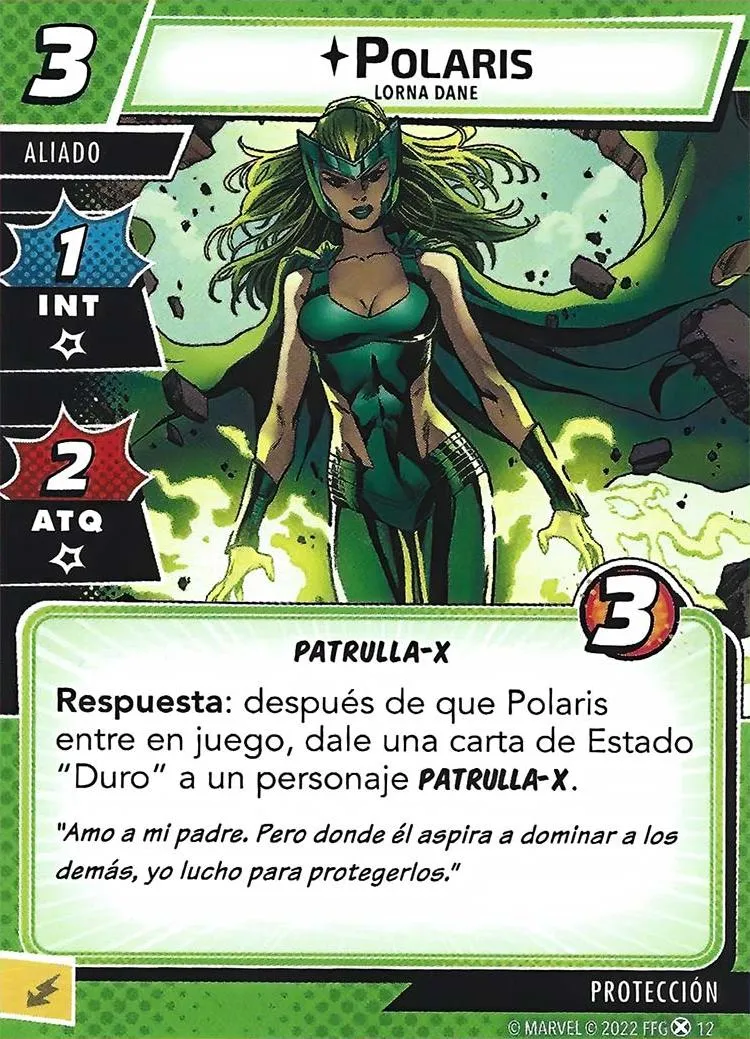 3
POLARIS
LORNA DANE
ALIADO
1
INT
2
ATQ
3
PATRULLA-X
Respuesta: después de que Polaris
entre en juego, dale una carta de Estado
“Duro” a un personaje PATRULLA-X.
"Amo a mi padre. Pero donde él aspira a dominar a los
demás, yo lucho para protegerlos."
PROTECCIÓN
© MARVEL © 2022 FFG 12